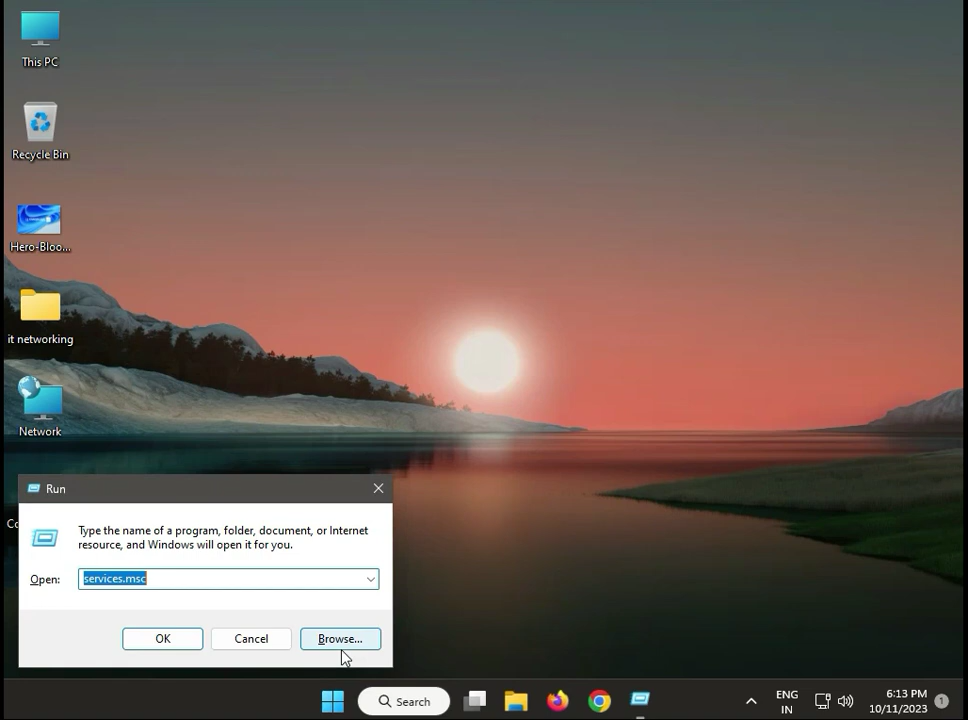 This PC
Recycle Bin
Hero-Bloo...
it networking
Network
Run
Type the name of a program, folder, document, or Internet
resource, and Windows will open it for you.
Open: services.msc
OK Cancel Browse...
Search
ENG
IN
6:13 PM
10/11/2023
1